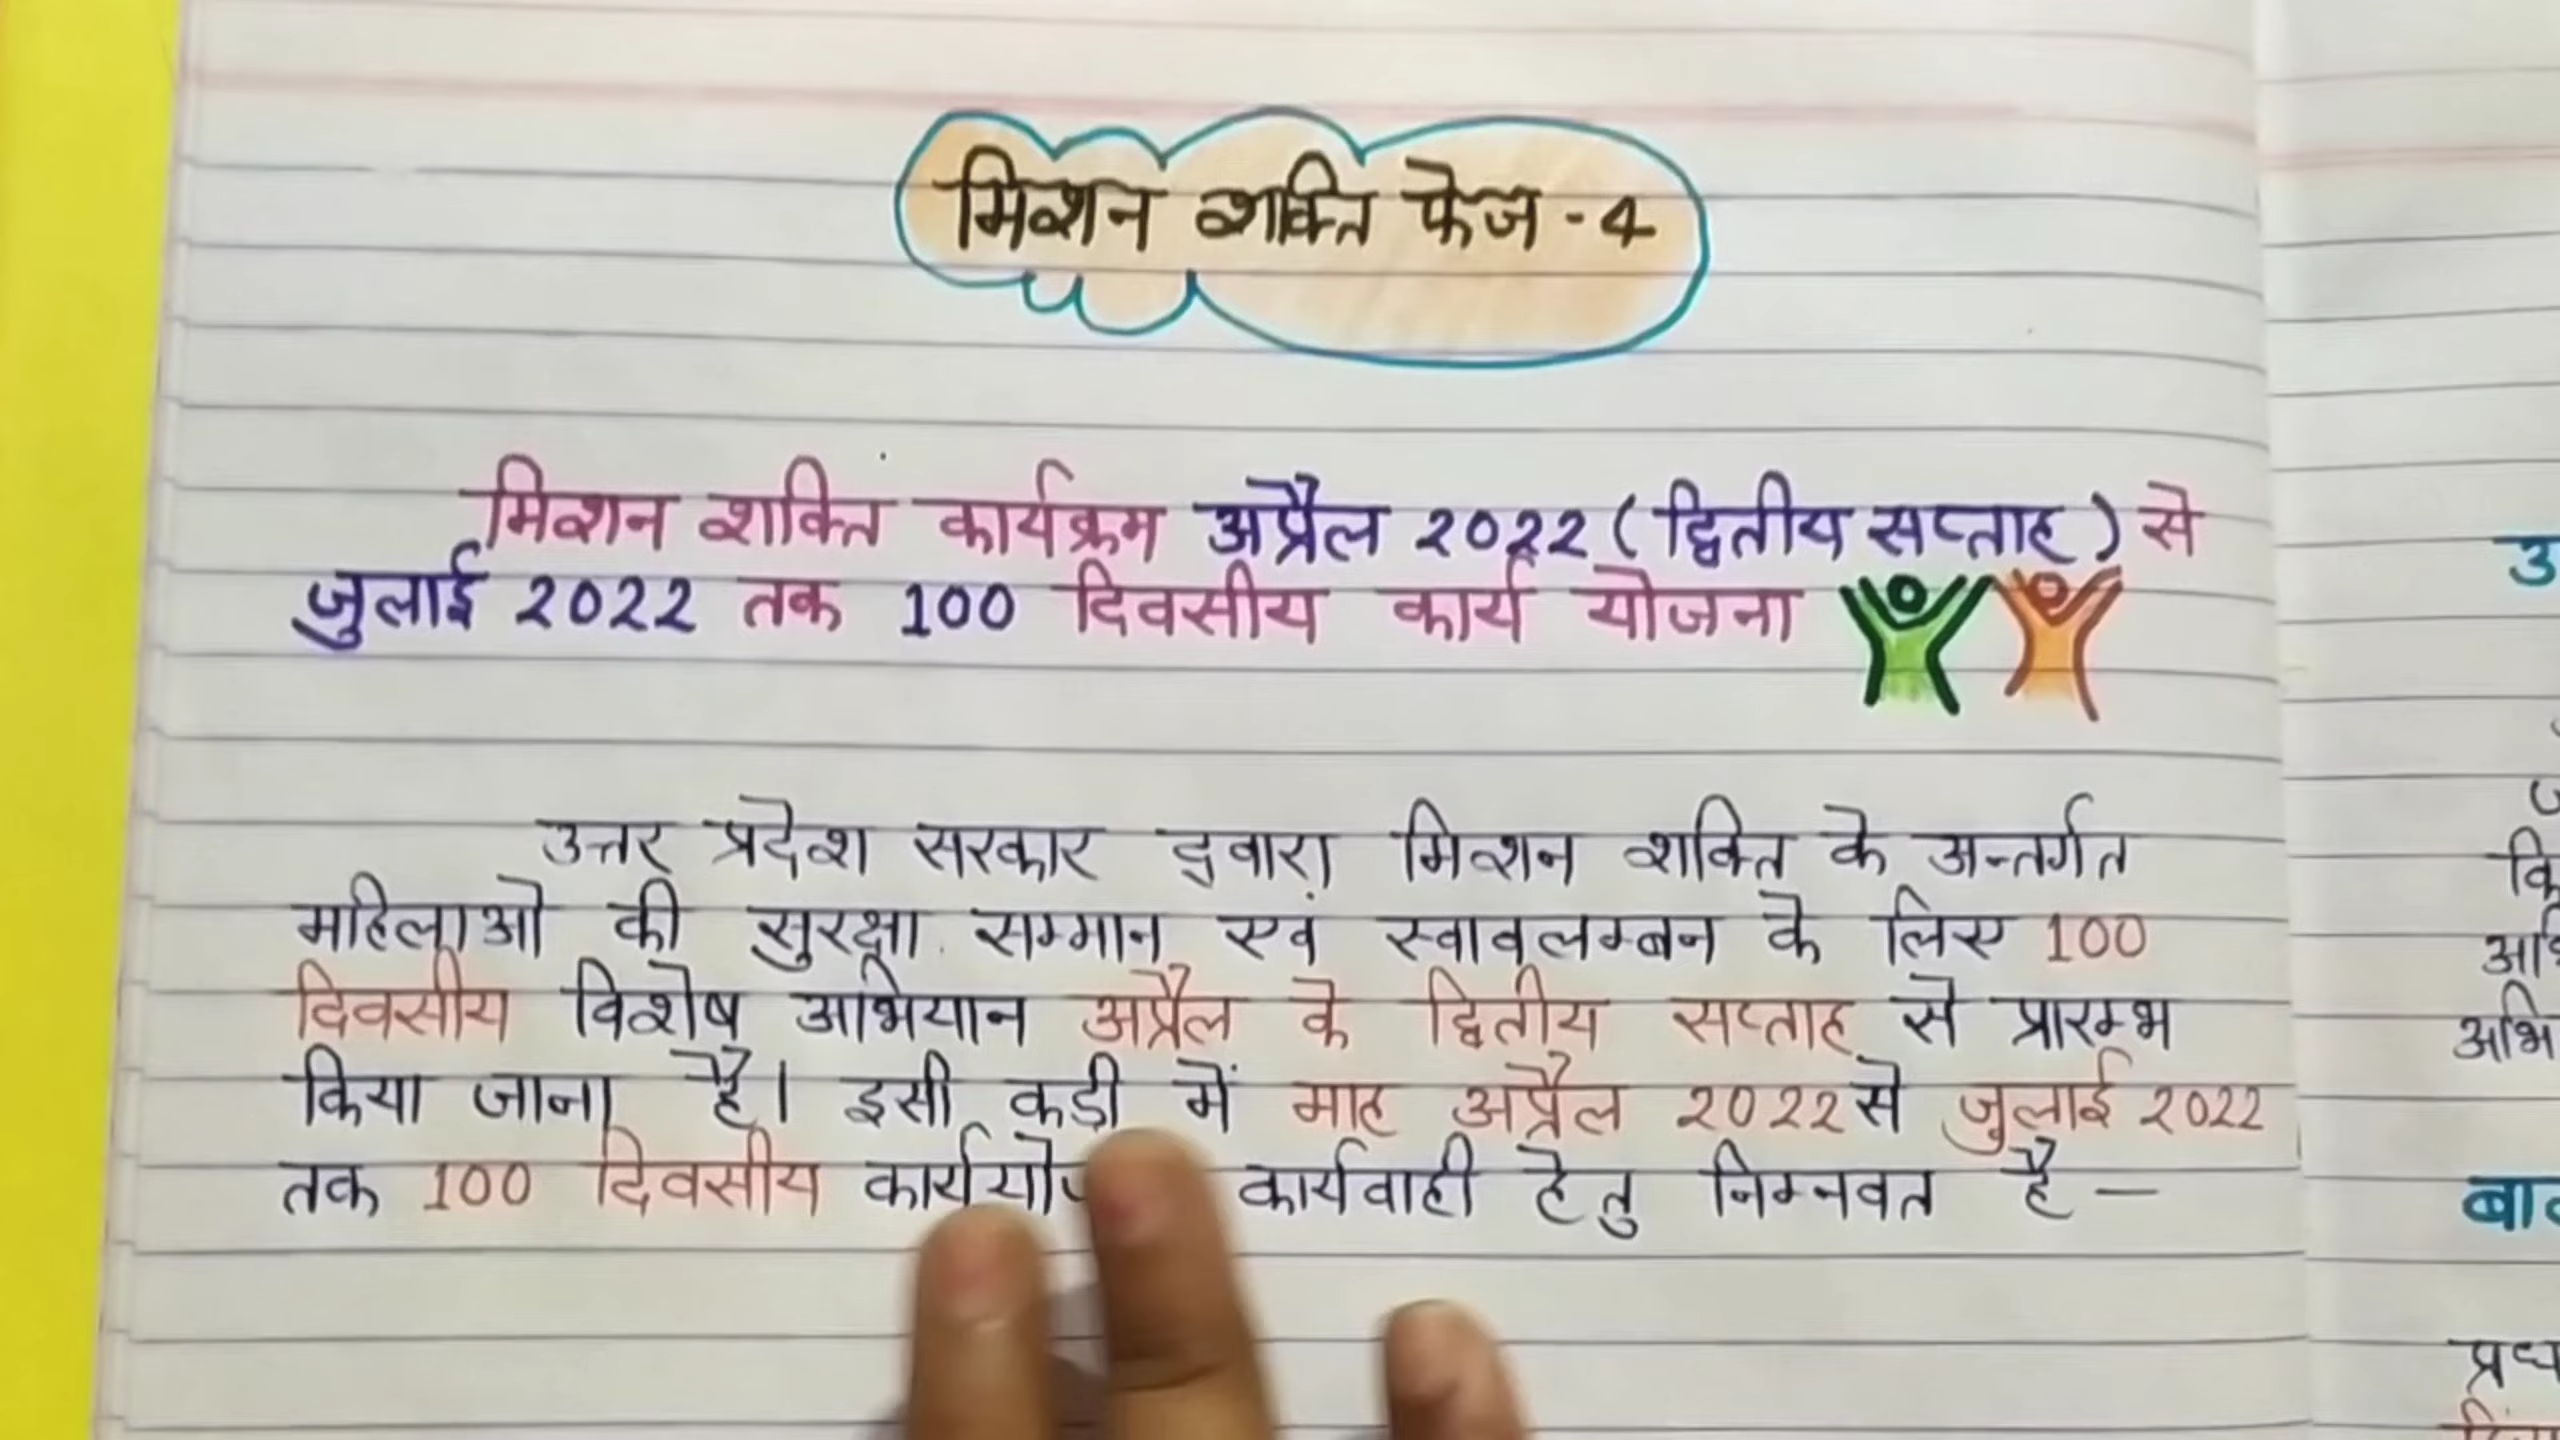 मिशन शक्ति फेज - 4
मिशन शक्ति कार्यक्रम अप्रैल 2022 ( द्वितीय सप्ताह ) से
जुलाई 2022 तक 100 दिवसीय कार्य योजना
उत्तर प्रदेश सरकार द्वारा मिशन शक्ति के अन्तर्गत
महिलाओ की सुरक्षा सम्मान एवं स्वावलम्बन के लिए 100
दिवसीय विशेष अभियान अप्रैल के द्वितीय सप्ताह से प्रारम्भ
किया जाना है। इसी कड़ी में माह अप्रैल 2022 से जुलाई 2022
तक 100 दिवसीय कार्यवाही हेतु निम्नवत है —